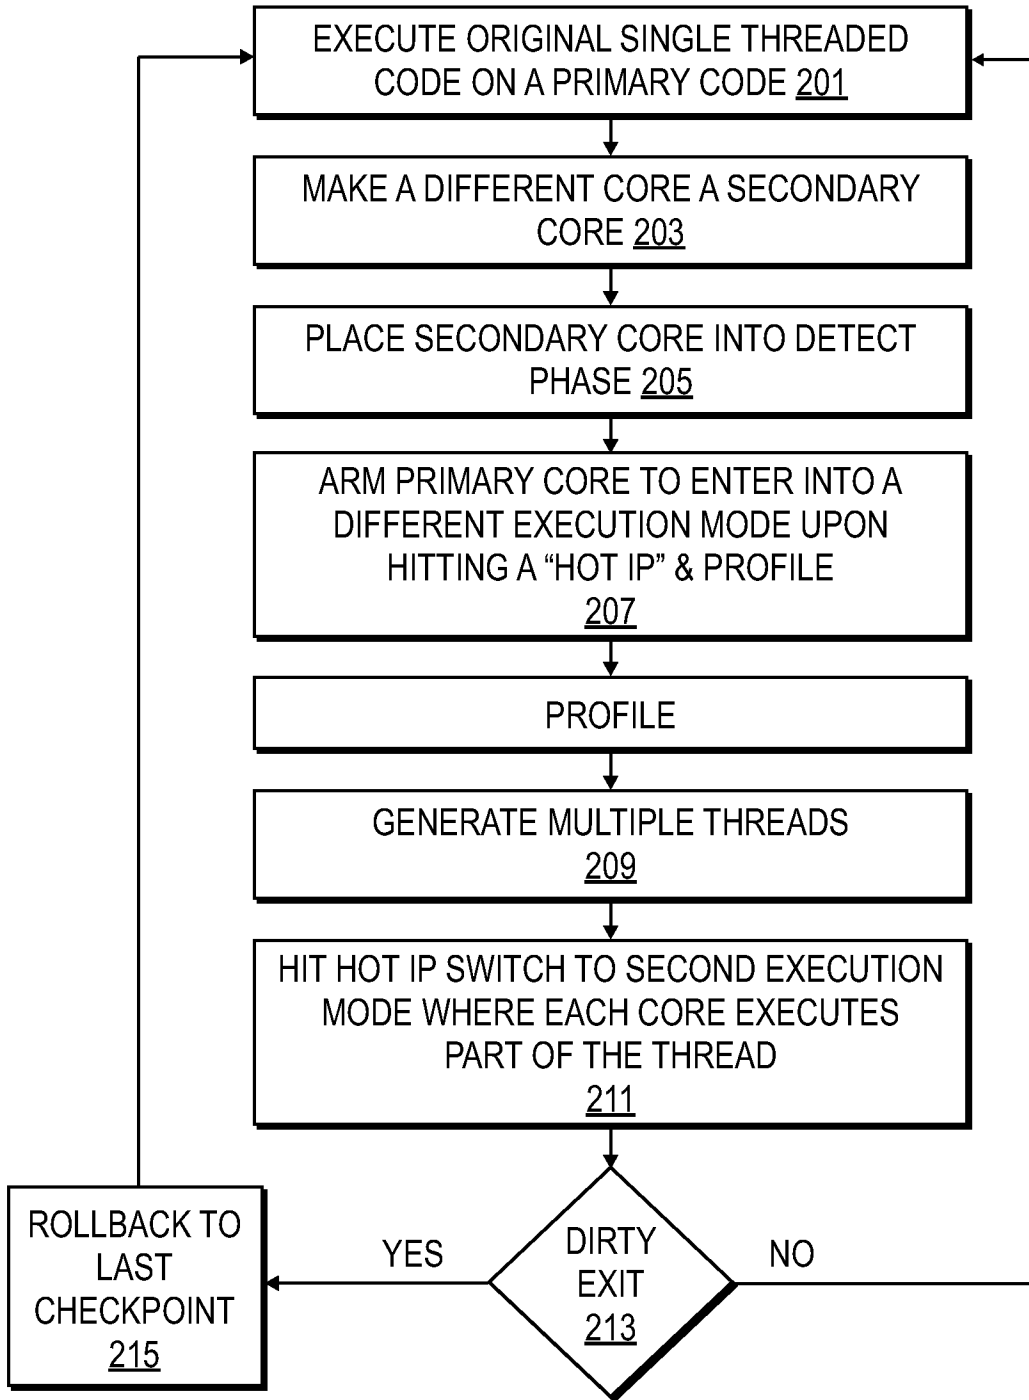 EXECUTE ORIGINAL SINGLE THREADED
CODE ON A PRIMARY CODE 201
MAKE A DIFFERENT CORE A SECONDARY
CORE 203
PLACE SECONDARY CORE INTO DETECT
PHASE 205
ARM PRIMARY CORE TO ENTER INTO A
DIFFERENT EXECUTION MODE UPON
HITTING A “HOT IP” & PROFILE
207
PROFILE
GENERATE MULTIPLE THREADS
209
HIT HOT IP SWITCH TO SECOND EXECUTION
MODE WHERE EACH CORE EXECUTES
PART OF THE THREAD
211
DIRTY
EXIT
213
YES
NO
ROLLBACK TO
LAST
CHECKPOINT
215